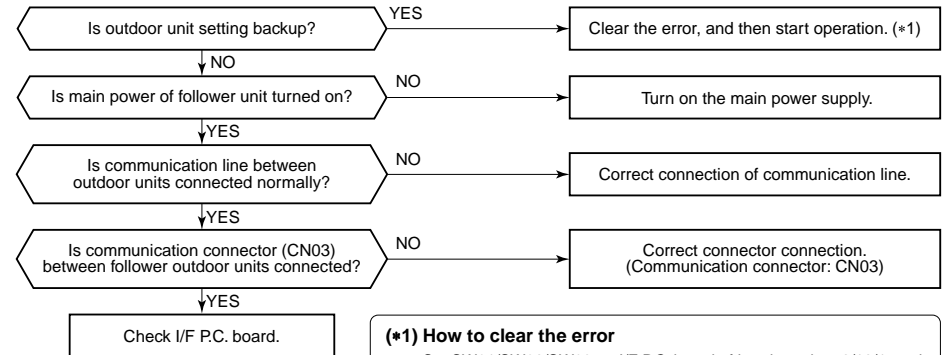 Is outdoor unit setting backup?
YES
Clear the error, and then start operation. (∗1)
NO
Is main power of follower unit turned on?
NO
Turn on the main power supply.
YES
Is communication line between
outdoor units connected normally?
NO
Correct connection of communication line.
YES
Is communication connector (CN03)
between follower outdoor units connected?
NO
Correct connector connection.
(Communication connector: CN03)
YES
Check I/F P.C. board.
(∗1) How to clear the error